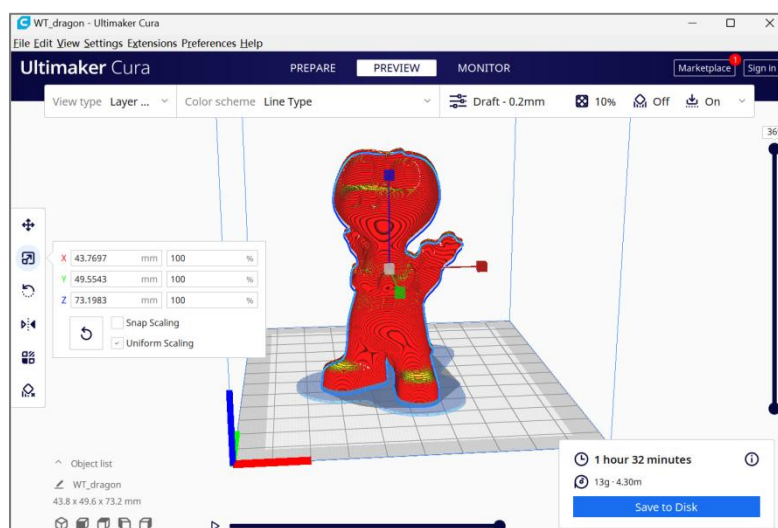 WT_dragon - Ultimaker Cura
File Edit View Settings Extensions Preferences Help
Ultimaker Cura PREPARE PREVIEW MONITOR Marketplace 1 Sign in
View type Layer ... Color scheme Line Type Draft - 0.2mm 10% Off On
36
X 43.7697 mm 100 %
Y 49.5543 mm 100 %
Z 73.1983 mm 100 %
Snap Scaling
Uniform Scaling
Object list
WT_dragon
43.8 x 49.6 x 73.2 mm
1 hour 32 minutes
13g · 4.30m
Save to Disk